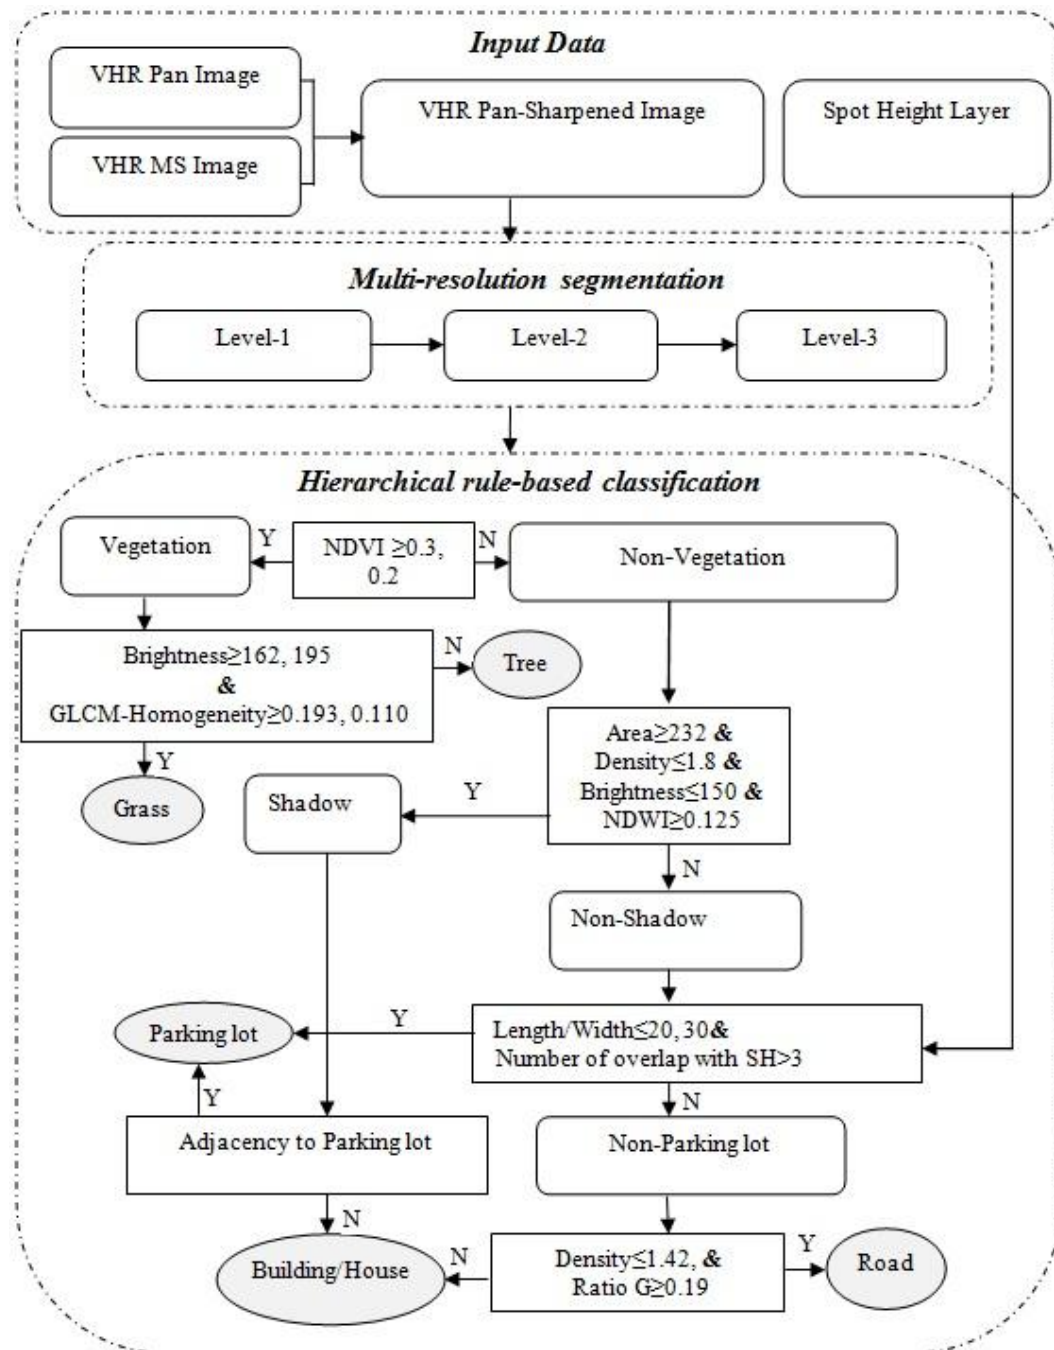 Input Data
VHR Pan Image
VHR MS Image
VHR Pan-Sharpened Image
Spot Height Layer
Multi-resolution segmentation
Level-1
Level-2
Level-3
Hierarchical rule-based classification
Vegetation
Y
NDVI ≥0.3,
0.2
N
Non-Vegetation
Brightness≥162, 195
&
GLCM-Homogeneity≥0.193, 0.110
N
Tree
Y
Grass
Area≥232 &
Density≤1.8 &
Brightness≤150 &
NDWI≥0.125
Y
Shadow
N
Non-Shadow
Length/Width≤20, 30&
Number of overlap with SH>3
Y
Parking lot
Y
Adjacency to Parking lot
N
Non-Parking lot
N
Building/House
N
Density≤1.42, &
Ratio G≥0.19
Y
Road